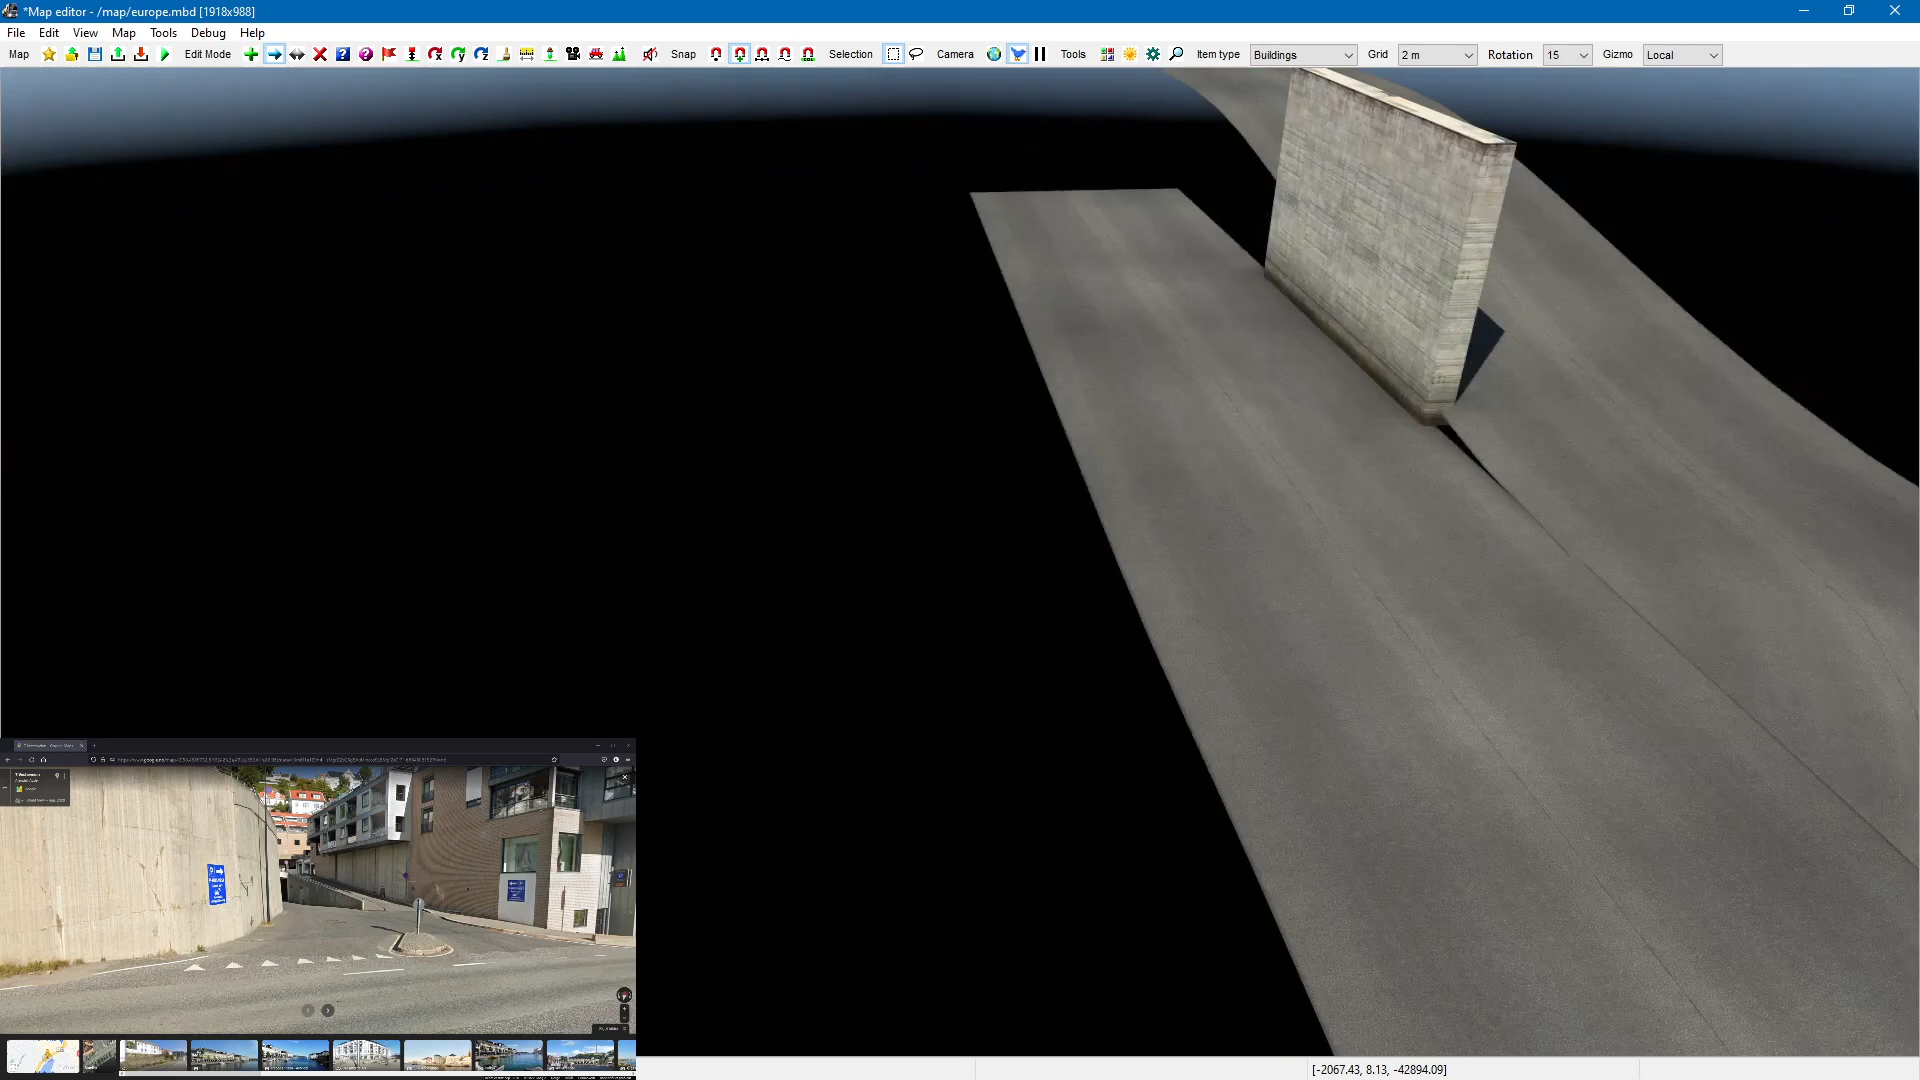 *Map editor - /map/europe.mbd [1918x988]
File Edit View Map Tools Debug Help
Map Edit Mode Snap Selection Camera Tools Item type Buildings Grid 2 m Rotation 15 Gizmo Local
[-2067.43, 8.13, -42894.09]